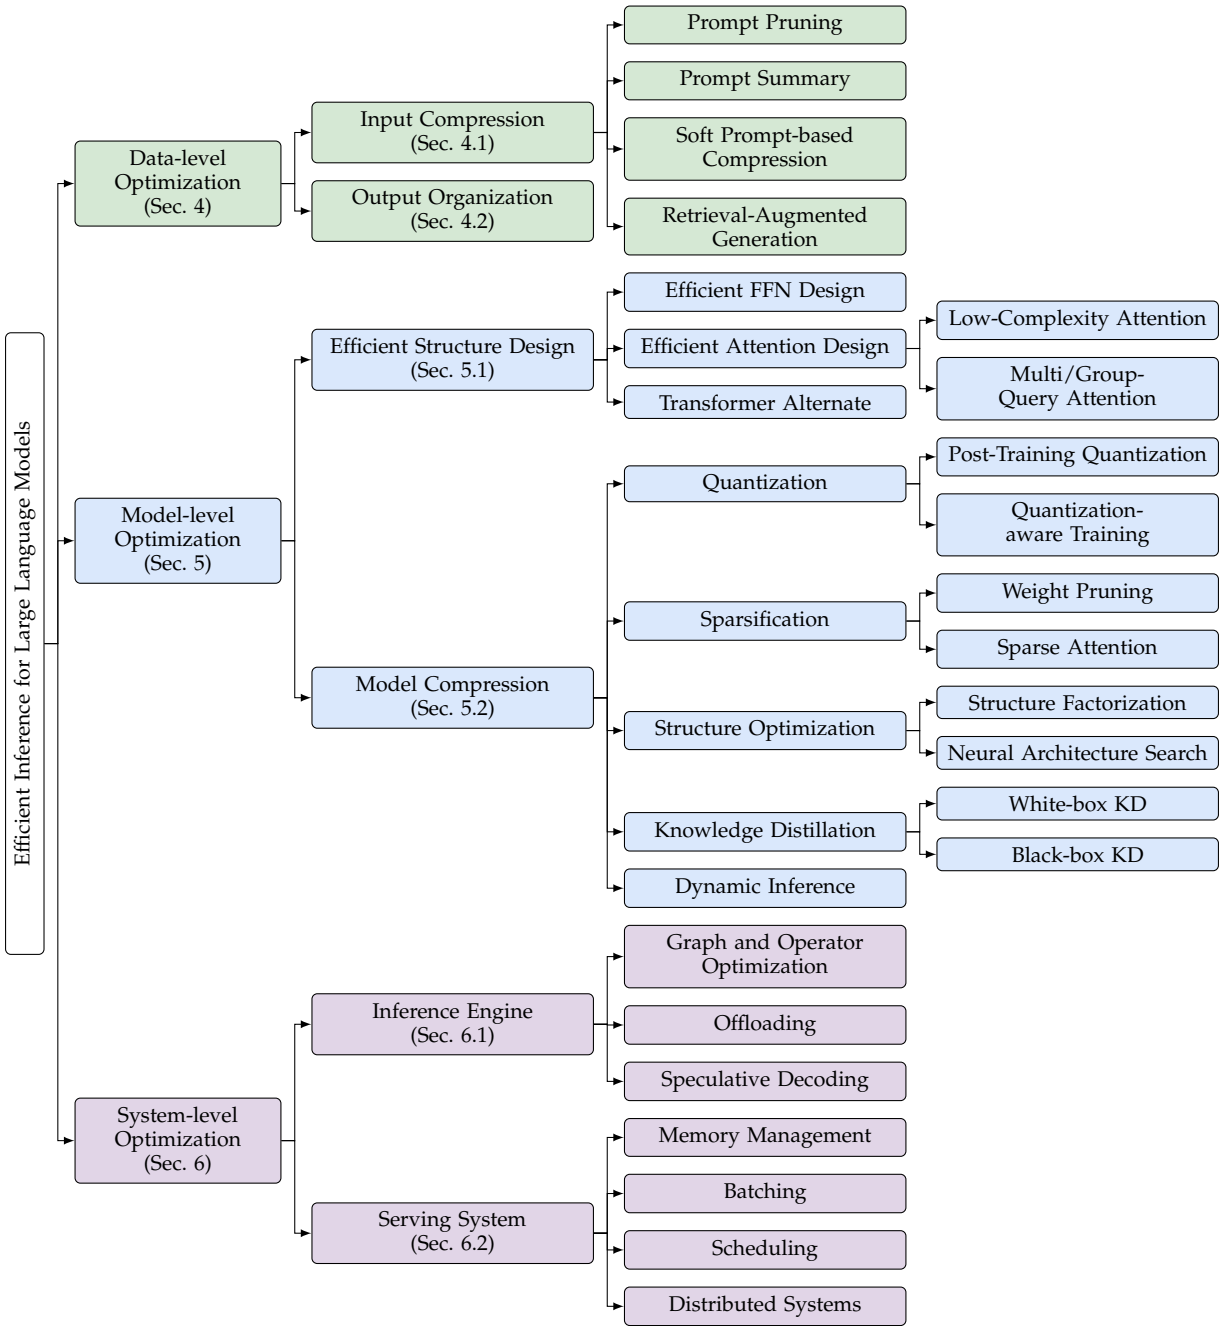 Efficient Inference for Large Language Models
Data-level
Optimization
(Sec. 4)
Input Compression
(Sec. 4.1)
Prompt Pruning
Prompt Summary
Soft Prompt-based
Compression
Retrieval-Augmented
Generation
Output Organization
(Sec. 4.2)
Model-level
Optimization
(Sec. 5)
Efficient Structure Design
(Sec. 5.1)
Efficient FFN Design
Efficient Attention Design
Low-Complexity Attention
Multi/Group-
Query Attention
Transformer Alternate
Model Compression
(Sec. 5.2)
Quantization
Post-Training Quantization
Quantization-
aware Training
Sparsification
Weight Pruning
Sparse Attention
Structure Optimization
Structure Factorization
Neural Architecture Search
Knowledge Distillation
White-box KD
Black-box KD
Dynamic Inference
System-level
Optimization
(Sec. 6)
Inference Engine
(Sec. 6.1)
Graph and Operator
Optimization
Offloading
Speculative Decoding
Serving System
(Sec. 6.2)
Memory Management
Batching
Scheduling
Distributed Systems